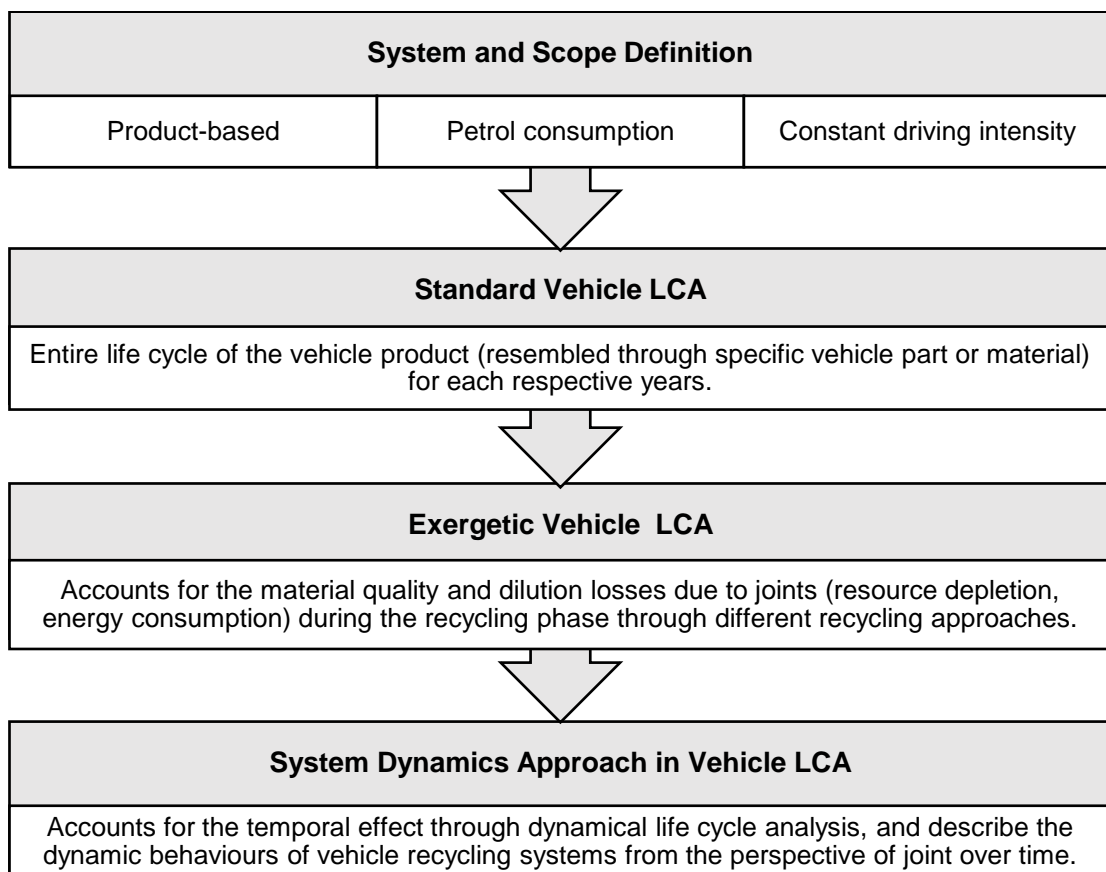 System and Scope Definition
Product-based
Petrol consumption
Constant driving intensity
Standard Vehicle LCA
Entire life cycle of the vehicle product (resembled through specific vehicle part or material)
for each respective years.
Exergetic Vehicle  LCA
Accounts for the material quality and dilution losses due to joints (resource depletion,
energy consumption) during the recycling phase through different recycling approaches.
System Dynamics Approach in Vehicle LCA
Accounts for the temporal effect through dynamical life cycle analysis, and describe the
dynamic behaviours of vehicle recycling systems from the perspective of joint over time.